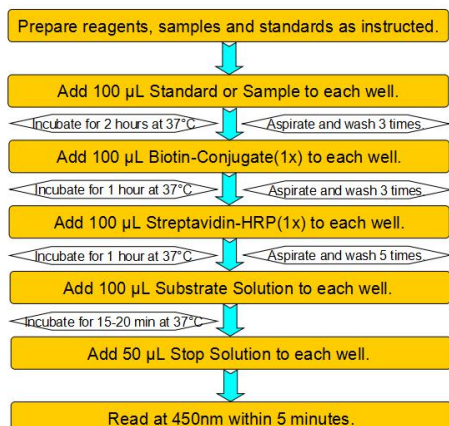 Prepare reagents, samples and standards as instructed.
Add 100 µL Standard or Sample to each well.
Incubate for 2 hours at 37°C
Aspirate and wash 3 times
Add 100 µL Biotin-Conjugate(1x) to each well.
Incubate for 1 hour at 37°C
Aspirate and wash 3 times
Add 100 µL Streptavidin-HRP(1x) to each well.
Incubate for 1 hour at 37°C
Aspirate and wash 5 times
Add 100 µL Substrate Solution to each well.
Incubate for 15-20 min at 37°C
Add 50 µL Stop Solution to each well.
Read at 450nm within 5 minutes.